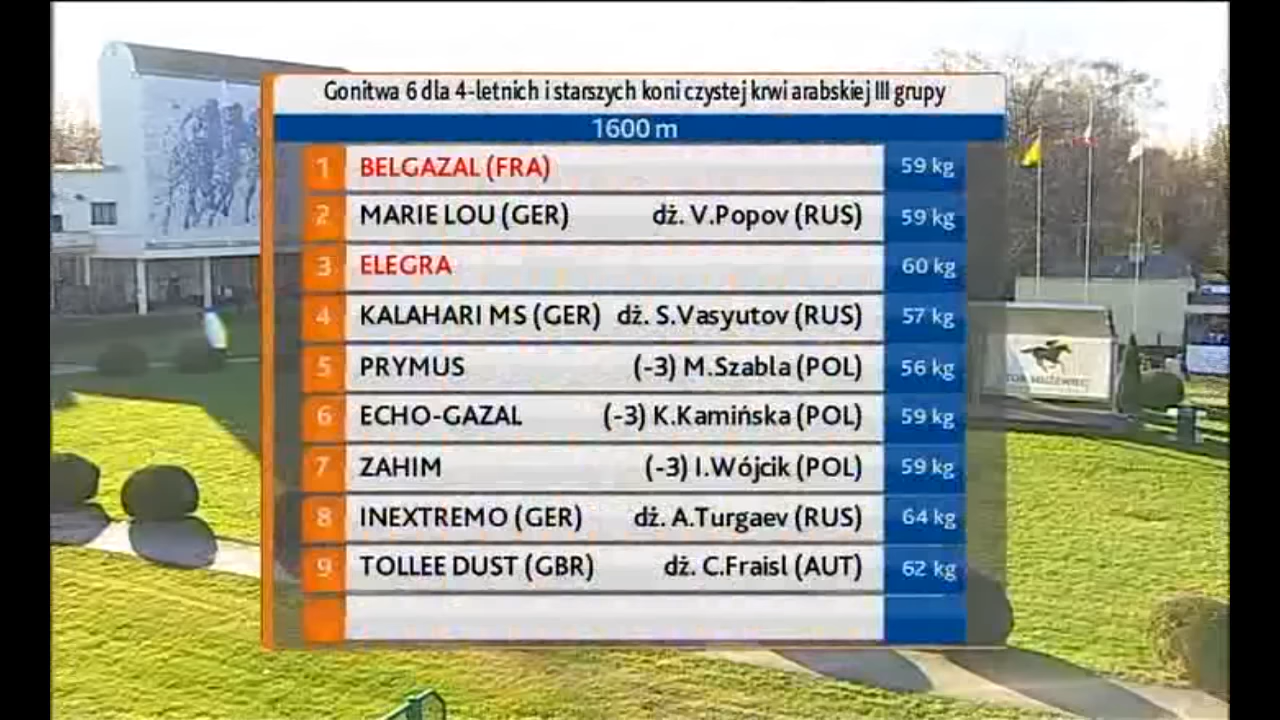 Gonitwa 6 dla 4-letnich i starszych koni czystej krwi arabskiej III grupy
1600 m
1 BELGAZAL (FRA) 59 kg
2 MARIE LOU (GER) dż. V.Popov (RUS) 59 kg
3 ELEGRA 60 kg
4 KALAHARI MS (GER) dż. S.Vasyutov (RUS) 57 kg
5 PRYMUS (-3) M.Szabla (POL) 56 kg
6 ECHO-GAZAL (-3) K.Kamińska (POL) 59 kg
7 ZAHIM (-3) I.Wójcik (POL) 59 kg
8 INEXTREMO (GER) dż. A.Turgaev (RUS) 64 kg
9 TOLLEE DUST (GBR) dż. C.Fraisl (AUT) 62 kg